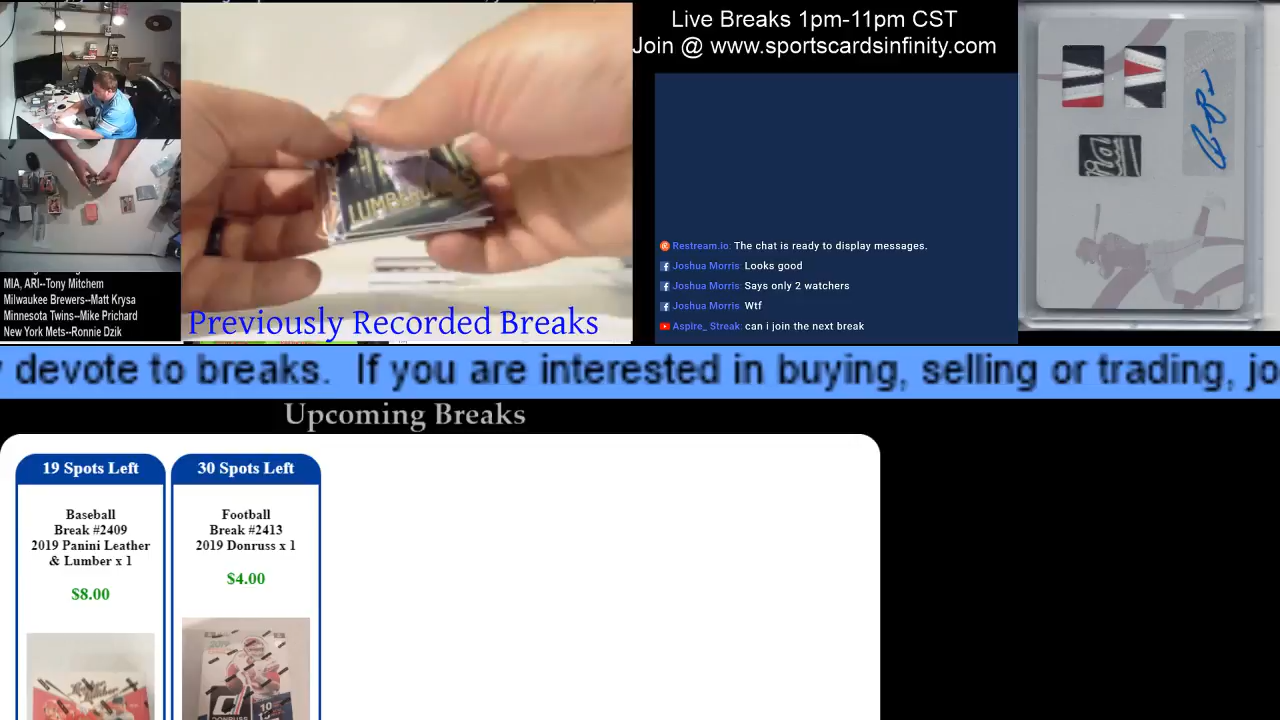 Live Breaks 1pm-11pm CST
Join @ www.sportscardsinfinity.com
MIA, ARI--Tony Mitchem
Milwaukee Brewers--Matt Krysa
Minnesota Twins--Mike Prichard
New York Mets--Ronnie Dzik
Previously Recorded Breaks
Restream.io: The chat is ready to display messages.
Joshua Morris: Looks good
Joshua Morris: Says only 2 watchers
Joshua Morris: Wtf
Aspire_ Streak: can i join the next break
devote to breaks. If you are interested in buying, selling or trading, jo
Upcoming Breaks
19 Spots Left
Baseball
Break #2409
2019 Panini Leather
& Lumber x 1
$8.00
30 Spots Left
Football
Break #2413
2019 Donruss x 1
$4.00
DONRUSS
10